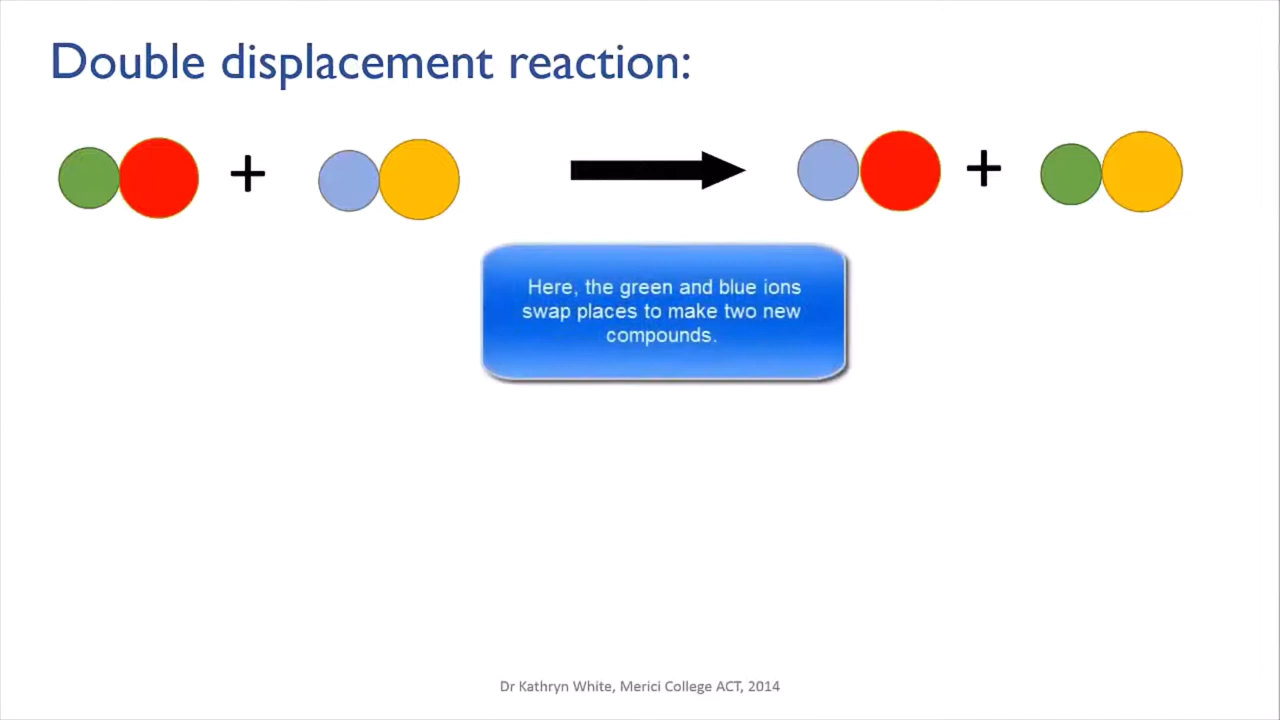 Double displacement reaction:
+
+
Here, the green and blue ions
swap places to make two new
compounds.
Dr Kathryn White, Merici College ACT, 2014